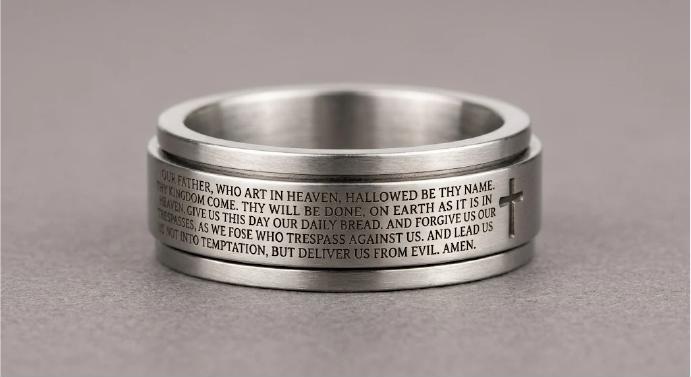 OUR FATHER, WHO ART IN HEAVEN, HALLOWED BE THY NAME.
THY KINGDOM COME. THY WILL BE DONE, ON EARTH AS IT IS IN
HEAVEN. GIVE US THIS DAY OUR DAILY BREAD. AND FORGIVE US OUR
TRESPASSES, AS WE FOSE WHO TRESPASS AGAINST US. AND LEAD US
US NOT INTO TEMPTATION, BUT DELIVER US FROM EVIL. AMEN.